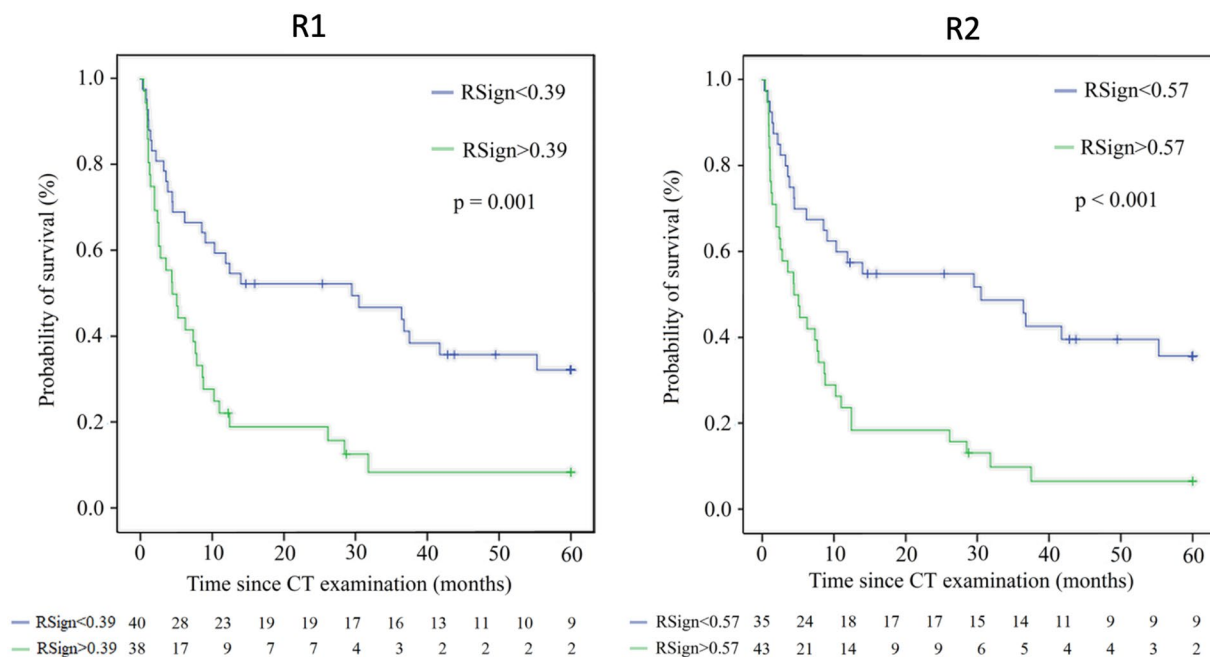 R1
1.0
0.8
0.6
0.4
0.2
0.0
Probability of survival (%)
RSign<0.39
RSign>0.39
p = 0.001
0 10 20 30 40 50 60
Time since CT examination (months)
RSign<0.39 40 28 23 19 19 17 16 13 11 10 9
RSign>0.39 38 17 9 7 7 4 3 2 2 2 2
R2
1.0
0.8
0.6
0.4
0.2
0.0
Probability of survival (%)
RSign<0.57
RSign>0.57
p < 0.001
0 10 20 30 40 50 60
Time since CT examination (months)
RSign<0.57 35 24 18 17 17 15 14 11 9 9 9
RSign>0.57 43 21 14 9 9 6 5 4 4 3 2